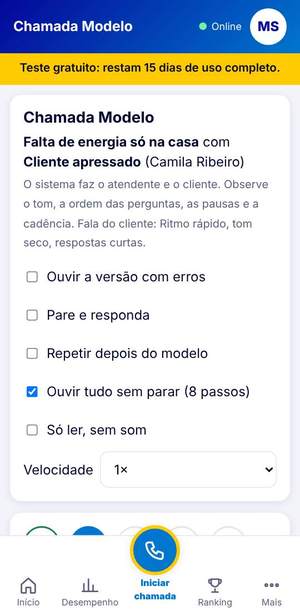 Chamada Modelo
Online
MS
Teste gratuito: restam 15 dias de uso completo.
Chamada Modelo
Falta de energia só na casa com
Cliente apressado (Camila Ribeiro)
O sistema faz o atendente e o cliente. Observe
o tom, a ordem das perguntas, as pausas e a
cadência. Fala do cliente: Ritmo rápido, tom
seco, respostas curtas.
Ouvir a versão com erros
Pare e responda
Repetir depois do modelo
Ouvir tudo sem parar (8 passos)
Só ler, sem som
Velocidade
1×
Início
Desempenho
Iniciar
chamada
Ranking
Mais